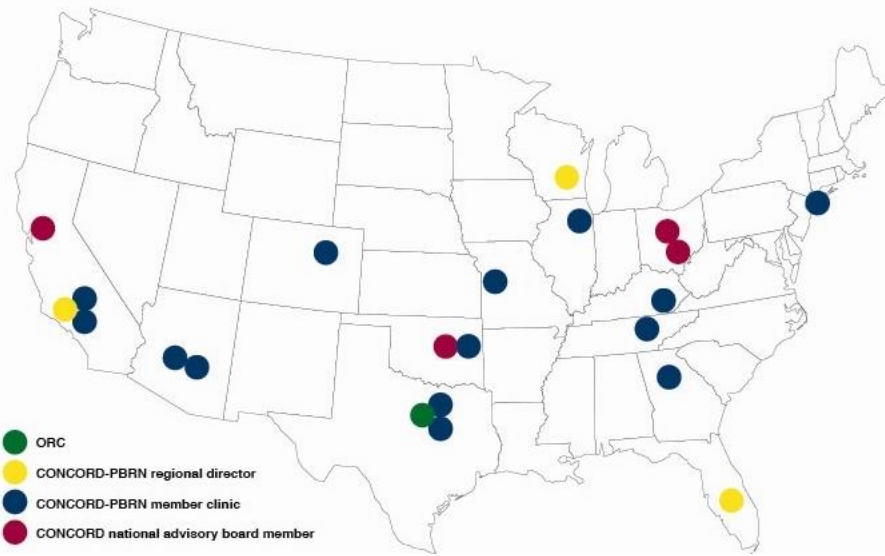 ORC
CONCORD-PBRN regional director
CONCORD-PBRN member clinic
CONCORD national advisory board member